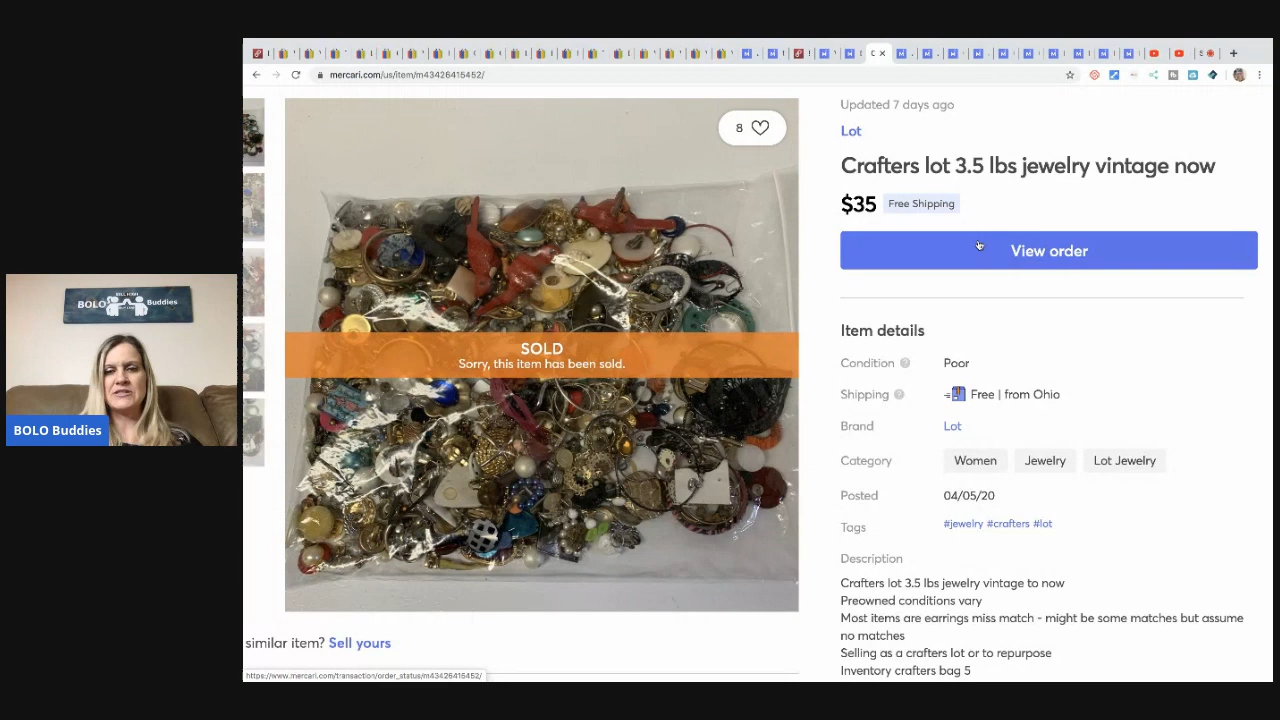 mercari.com/us/item/m43426415452/
Updated 7 days ago
8
Lot
Crafters lot 3.5 lbs jewelry vintage now
$35 Free Shipping
View order
SOLD
Sorry, this item has been sold.
Item details
Condition Poor
Shipping Free | from Ohio
Brand Lot
Category Women Jewelry Lot Jewelry
Posted 04/05/20
Tags #jewelry #crafters #lot
Description
Crafters lot 3.5 lbs jewelry vintage to now
Preowned conditions vary
Most items are earrings miss match - might be some matches but assume
no matches
Selling as a crafters lot or to repurpose
Inventory crafters bag 5
similar item? Sell yours
https://www.mercari.com/transaction/order_status/m43426415452/
BOLO Buddies
BOLO Buddies